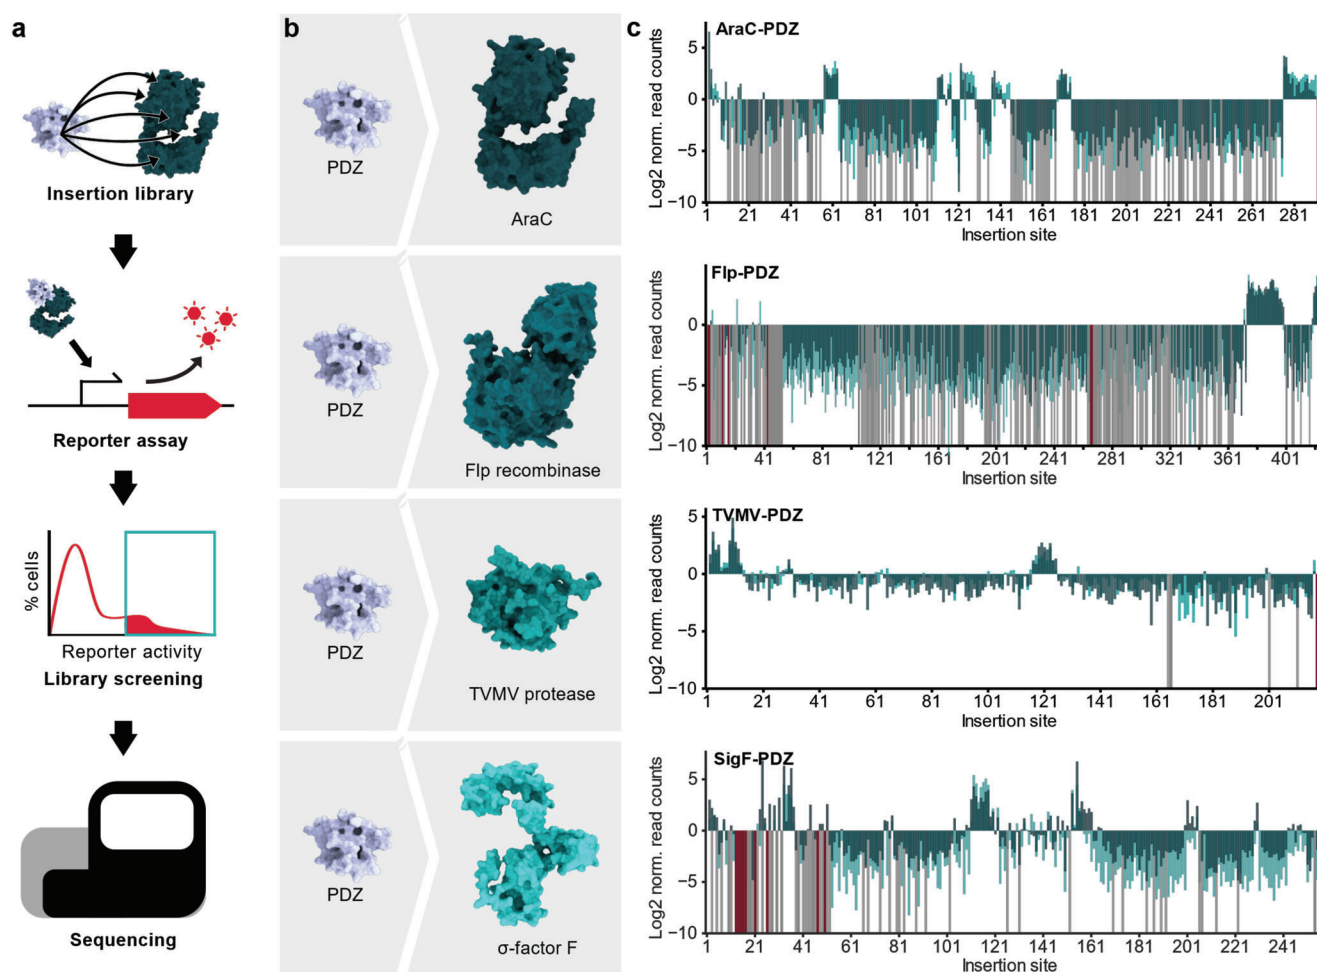 a
Insertion library
Reporter assay
% cells
Reporter activity
Library screening
Sequencing
b
PDZ
AraC
PDZ
Flp recombinase
PDZ
TVMV protease
PDZ
σ-factor F
c
AraC-PDZ
Log2 norm. read counts
5
0
−5
−10
1 21 41 61 81 101 121 141 161 181 201 221 241 261 281
Insertion site
Flp-PDZ
Log2 norm. read counts
0
−5
−10
1 41 81 121 161 201 241 281 321 361 401
Insertion site
TVMV-PDZ
Log2 norm. read counts
5
0
−5
−10
1 21 41 61 81 101 121 141 161 181 201
Insertion site
SigF-PDZ
Log2 norm. read counts
5
0
−5
−10
1 21 41 61 81 101 121 141 161 181 201 221 241
Insertion site